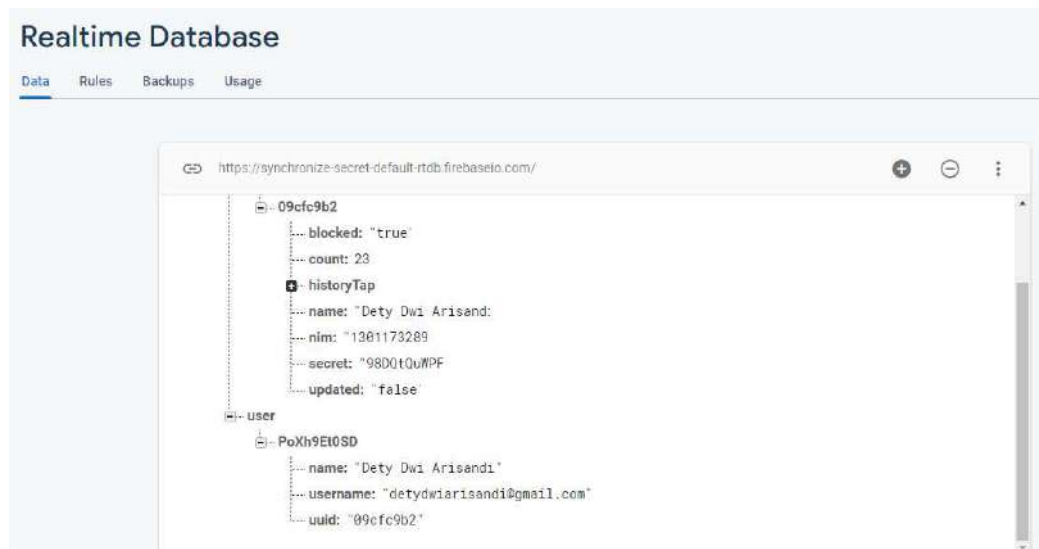 Realtime Database
Data Rules Backups Usage
https://synchronize-secret-default-rtdb.firebaseio.com/
09cfc9b2
blocked: "true"
count: 23
historyTap
name: "Dety Dwi Arisand:
nim: "1301173289
secret: "98DQtQuWPF
updated: "false"
user
PoXh9Et0SD
name: "Dety Dwi Arisandi"
username: "detydwiarisandi@gmail.com"
uuid: "09cfc9b2"